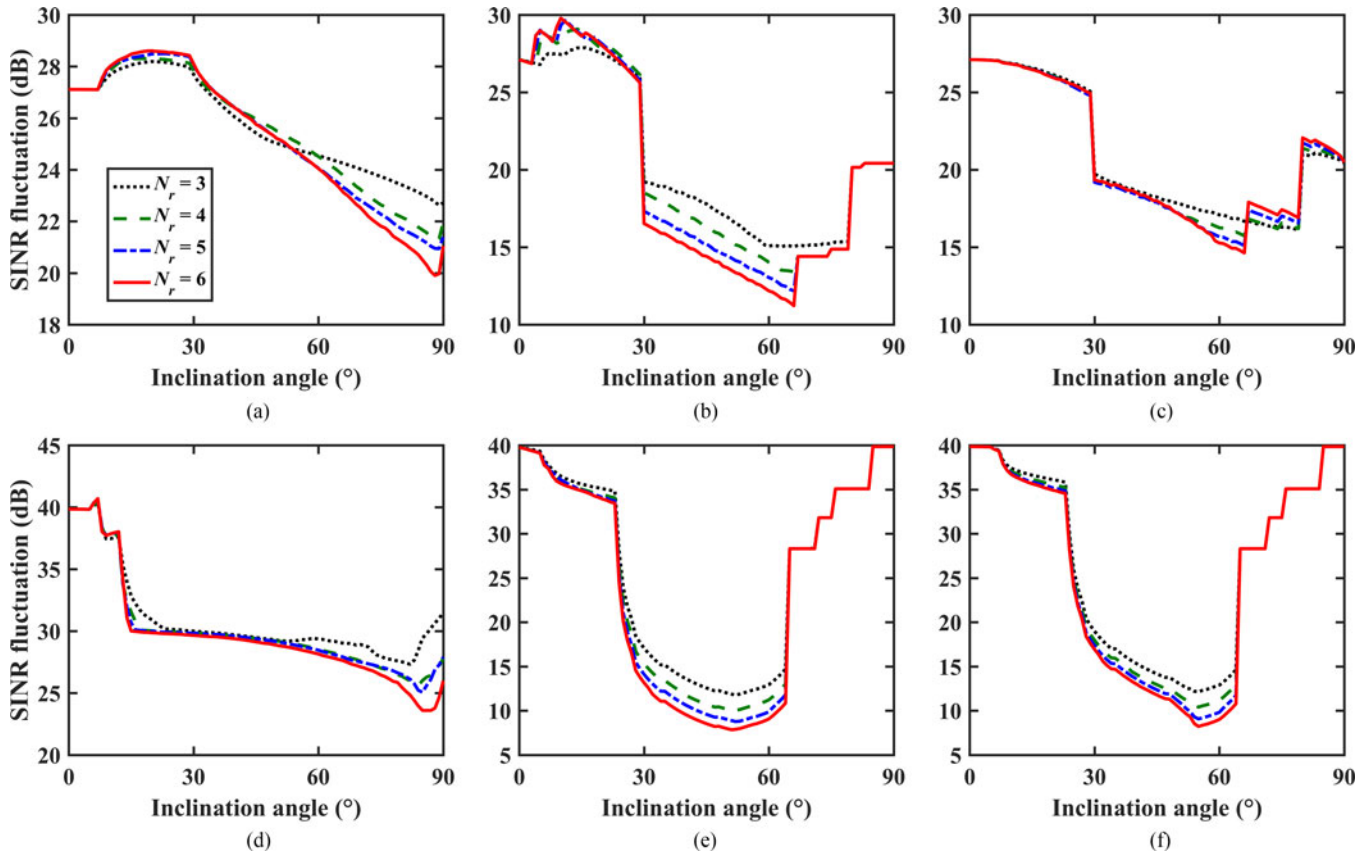 SINR fluctuation (dB)
30
28
26
24
22
20
18
N_r = 3
N_r = 4
N_r = 5
N_r = 6
0 30 60 90
Inclination angle (°)
(a)
30
25
20
15
10
0 30 60 90
Inclination angle (°)
(b)
30
25
20
15
10
0 30 60 90
Inclination angle (°)
(c)
SINR fluctuation (dB)
45
40
35
30
25
20
0 30 60 90
Inclination angle (°)
(d)
40
35
30
25
20
15
10
5
0 30 60 90
Inclination angle (°)
(e)
40
35
30
25
20
15
10
5
0 30 60 90
Inclination angle (°)
(f)